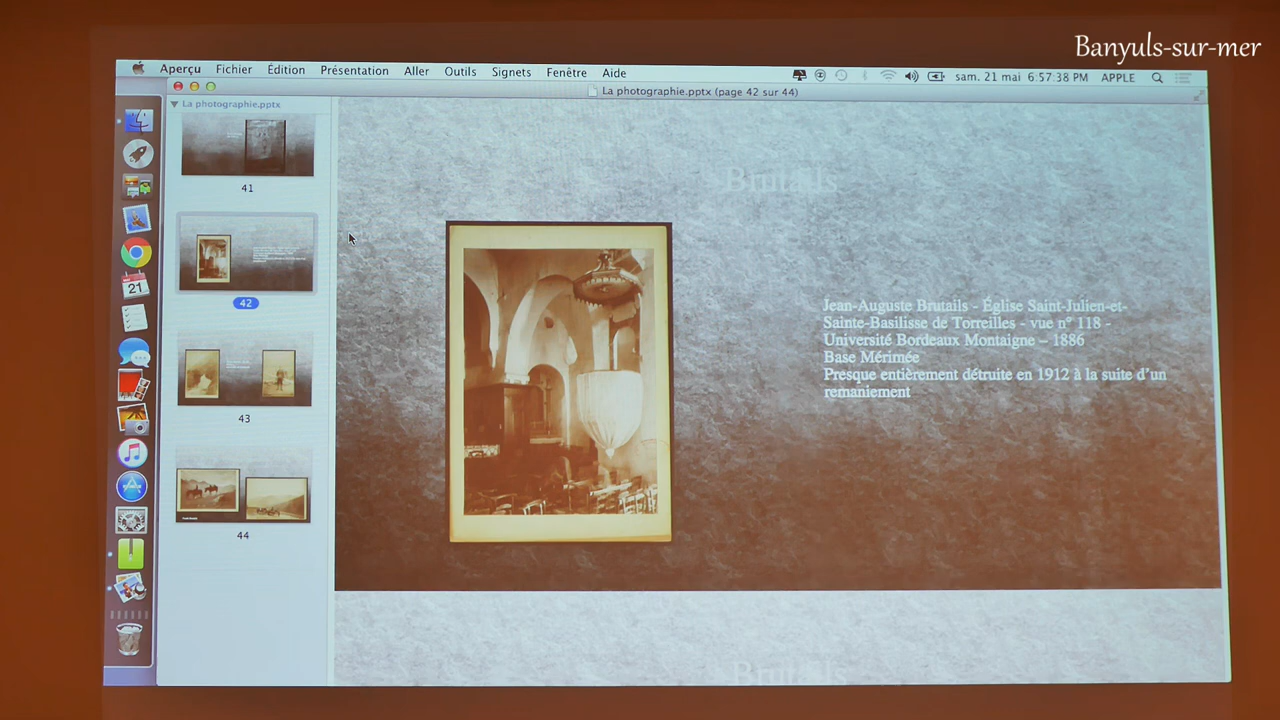 Banyuls-sur-mer
Aperçu Fichier Édition Présentation Aller Outils Signets Fenêtre Aide sam. 21 mai 6:57:38 PM APPLE
La photographie.pptx (page 42 sur 44)
La photographie.pptx
41
42
43
44
21
Brutails
Jean-Auguste Brutails - Église Saint-Julien-et-
Sainte-Basilisse de Torreilles - vue n° 118 -
Université Bordeaux Montaigne – 1886
Base Mérimée
Presque entièrement détruite en 1912 à la suite d’un
remaniement
Brutails